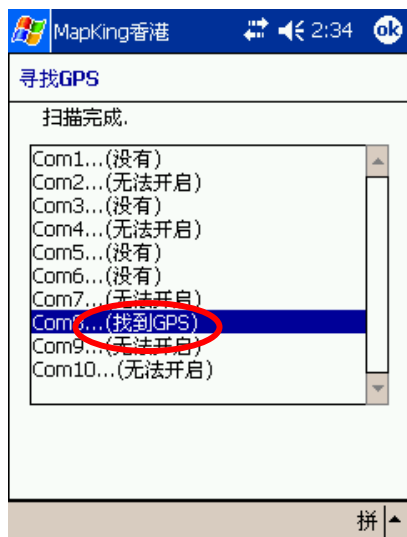 MapKing香港 2:34 ok
寻找GPS
扫描完成.
Com1...(没有)
Com2...(无法开启)
Com3...(没有)
Com4...(无法开启)
Com5...(没有)
Com6...(没有)
Com7...(无法开启)
Com8...(找到GPS)
Com9...(无法开启)
Com10...(无法开启)
拼